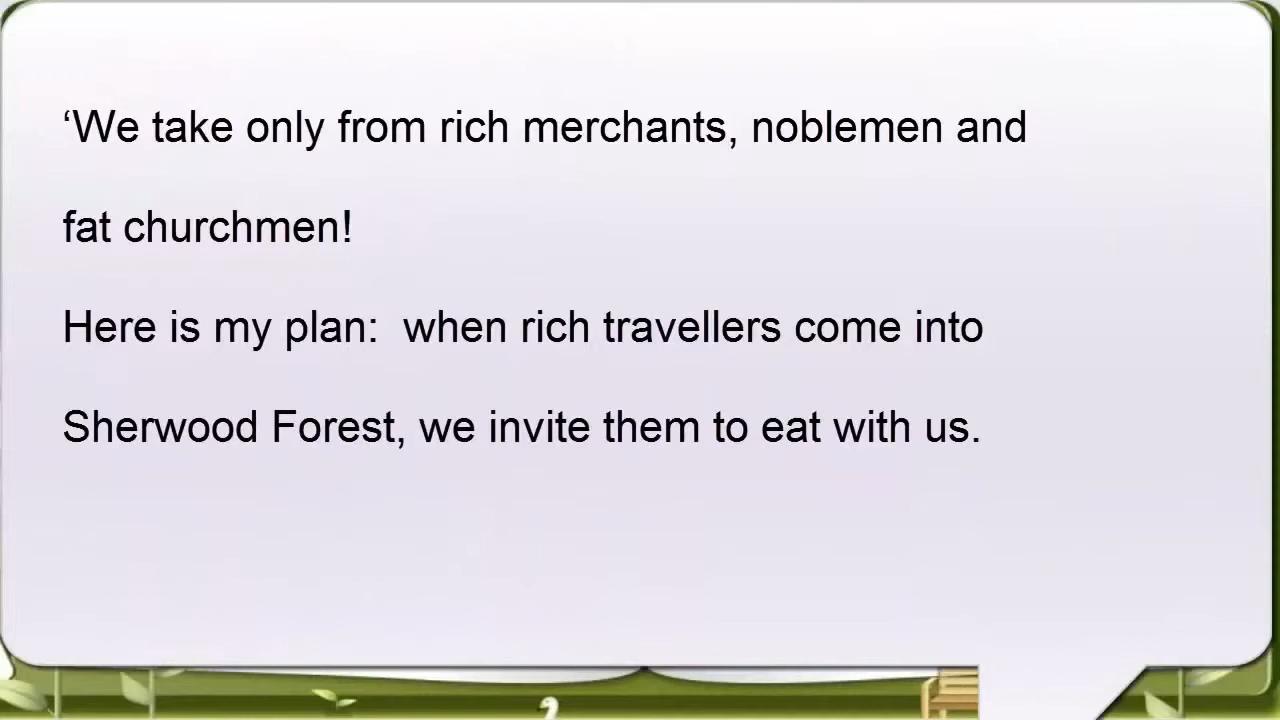 ‘We take only from rich merchants, noblemen and
fat churchmen!
Here is my plan:  when rich travellers come into
Sherwood Forest, we invite them to eat with us.